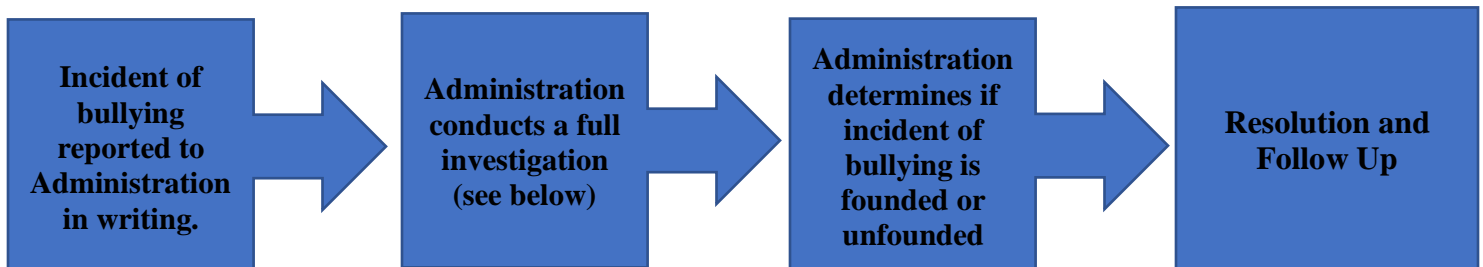 Incident of
bullying
reported to
Administration
in writing.
Administration
conducts a full
investigation
(see below)
Administration
determines if
incident of
bullying is
founded or
unfounded
Resolution and
Follow Up